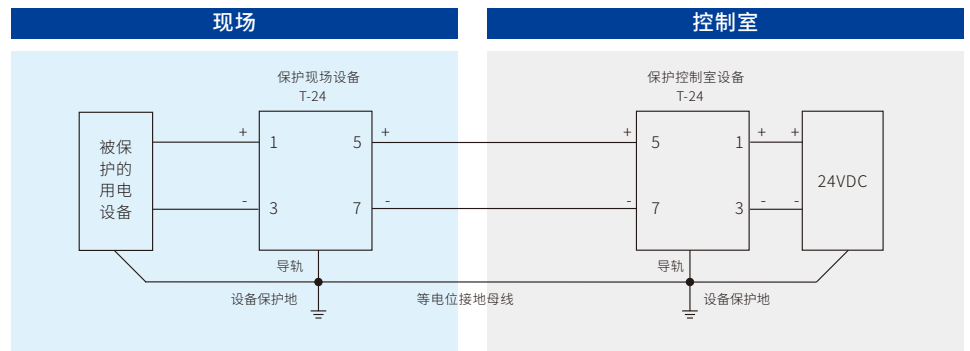 现场
控制室
保护现场设备
T-24
保护控制室设备
T-24
被保
护的
用电
设备
+
1
5
+
-
3
7
-
+
5
1
+
+
-
7
3
-
-
24VDC
导轨
导轨
设备保护地
等电位接地母线
设备保护地